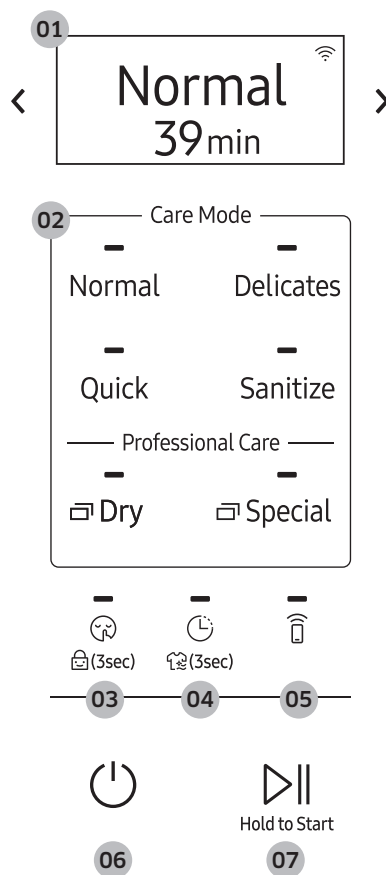 01
Normal
39min
02
Care Mode
Normal Delicates
Quick Sanitize
Professional Care
Dry Special
(3sec) (3sec)
03 04 05
Hold to Start
06 07